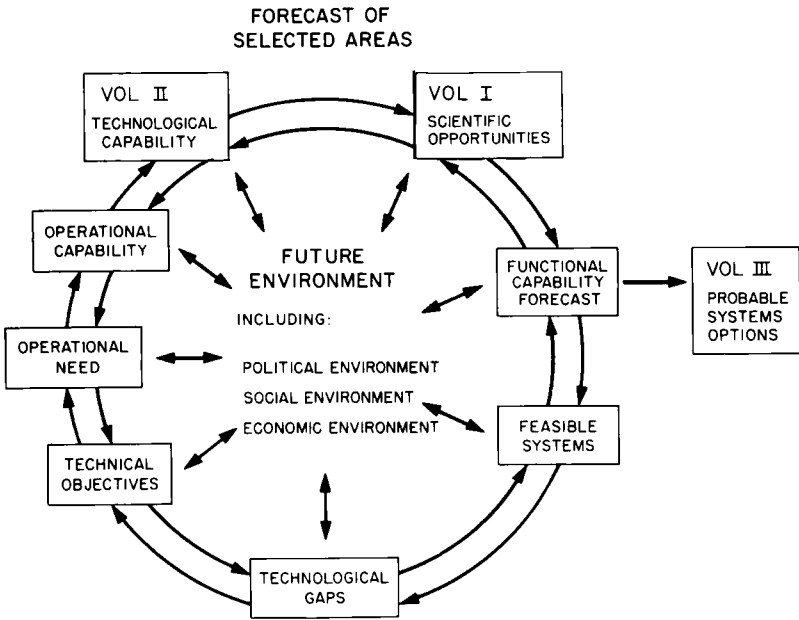 FORECAST OF
SELECTED AREAS
VOL II
TECHNOLOGICAL
CAPABILITY
VOL I
SCIENTIFIC
OPPORTUNITIES
OPERATIONAL
CAPABILITY
FUTURE
ENVIRONMENT
INCLUDING:
POLITICAL ENVIRONMENT
SOCIAL ENVIRONMENT
ECONOMIC ENVIRONMENT
FUNCTIONAL
CAPABILITY
FORECAST
VOL III
PROBABLE
SYSTEMS
OPTIONS
OPERATIONAL
NEED
FEASIBLE
SYSTEMS
TECHNICAL
OBJECTIVES
TECHNOLOGICAL
GAPS